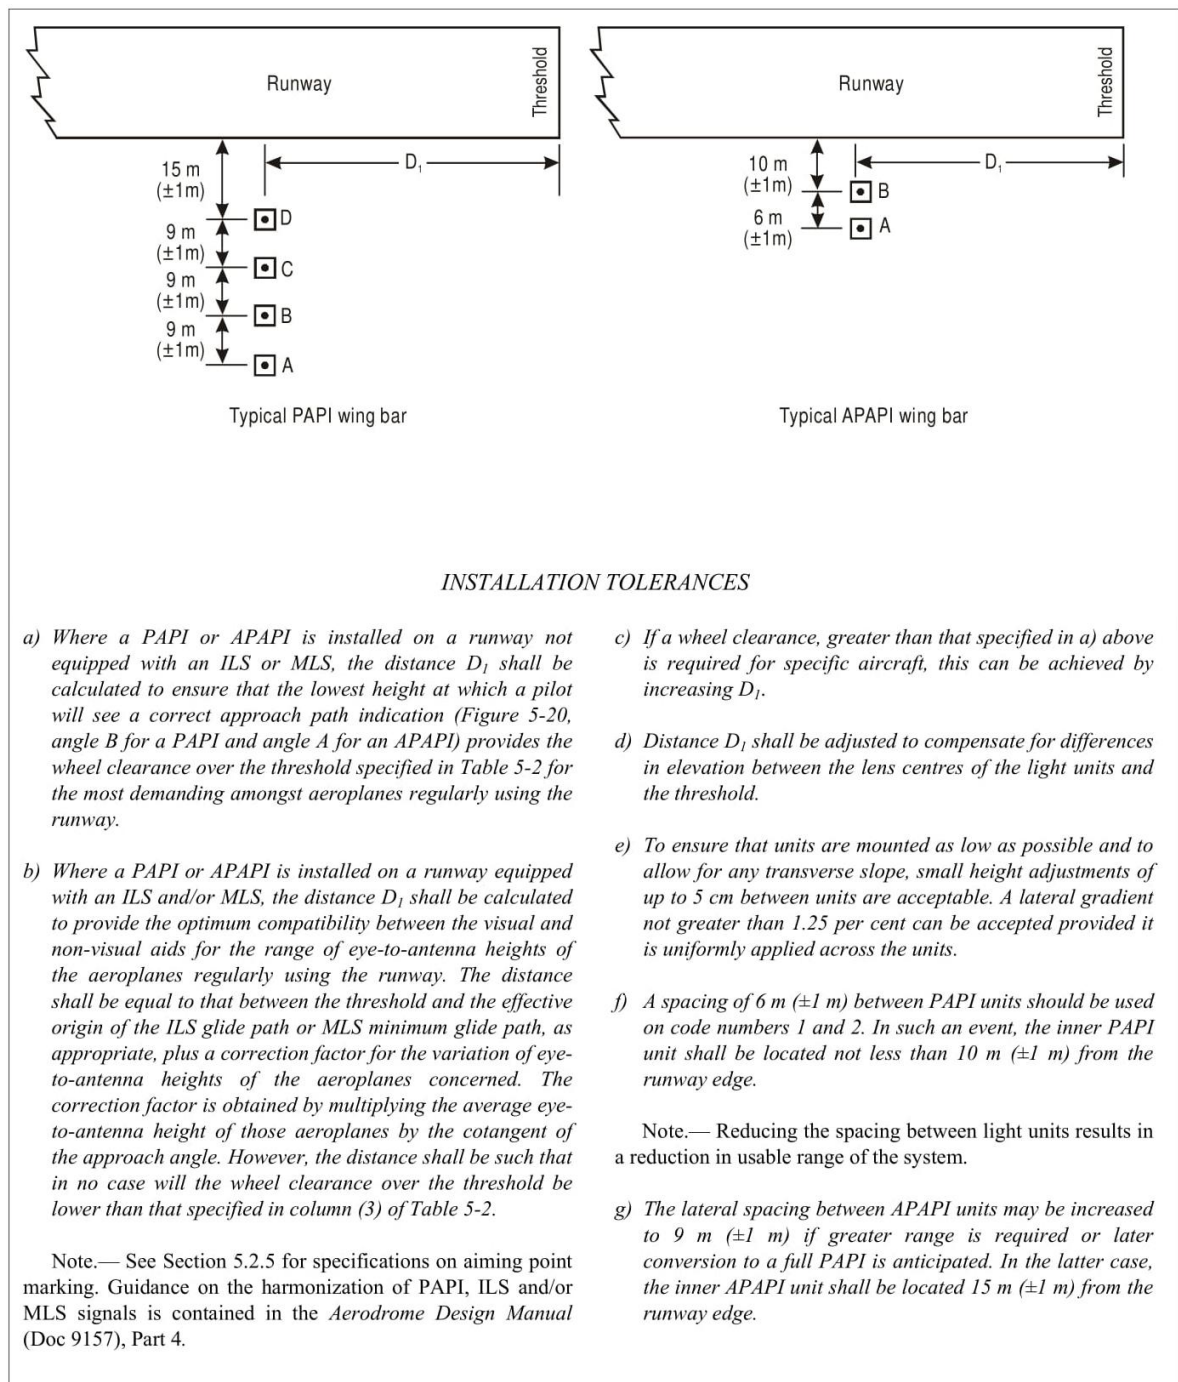 Runway
Threshold
D1
15 m
(±1m)
D
9 m
(±1m)
C
9 m
(±1m)
B
9 m
(±1m)
A
Typical PAPI wing bar
Runway
Threshold
D1
10 m
(±1m)
B
6 m
(±1m)
A
Typical APAPI wing bar
INSTALLATION TOLERANCES
a) Where a PAPI or APAPI is installed on a runway not
equipped with an ILS or MLS, the distance D1 shall be
calculated to ensure that the lowest height at which a pilot
will see a correct approach path indication (Figure 5-20,
angle B for a PAPI and angle A for an APAPI) provides the
wheel clearance over the threshold specified in Table 5-2 for
the most demanding amongst aeroplanes regularly using the
runway.
b) Where a PAPI or APAPI is installed on a runway equipped
with an ILS and/or MLS, the distance D1 shall be calculated
to provide the optimum compatibility between the visual and
non-visual aids for the range of eye-to-antenna heights of
the aeroplanes regularly using the runway. The distance
shall be equal to that between the threshold and the effective
origin of the ILS glide path or MLS minimum glide path, as
appropriate, plus a correction factor for the variation of eye-
to-antenna heights of the aeroplanes concerned. The
correction factor is obtained by multiplying the average eye-
to-antenna height of those aeroplanes by the cotangent of
the approach angle. However, the distance shall be such that
in no case will the wheel clearance over the threshold be
lower than that specified in column (3) of Table 5-2.
Note.— See Section 5.2.5 for specifications on aiming point
marking. Guidance on the harmonization of PAPI, ILS and/or
MLS signals is contained in the Aerodrome Design Manual
(Doc 9157), Part 4.
c) If a wheel clearance, greater than that specified in a) above
is required for specific aircraft, this can be achieved by
increasing D1.
d) Distance D1 shall be adjusted to compensate for differences
in elevation between the lens centres of the light units and
the threshold.
e) To ensure that units are mounted as low as possible and to
allow for any transverse slope, small height adjustments of
up to 5 cm between units are acceptable. A lateral gradient
not greater than 1.25 per cent can be accepted provided it
is uniformly applied across the units.
f) A spacing of 6 m (±1 m) between PAPI units should be used
on code numbers 1 and 2. In such an event, the inner PAPI
unit shall be located not less than 10 m (±1 m) from the
runway edge.
Note.— Reducing the spacing between light units results in
a reduction in usable range of the system.
g) The lateral spacing between APAPI units may be increased
to 9 m (±1 m) if greater range is required or later
conversion to a full PAPI is anticipated. In the latter case,
the inner APAPI unit shall be located 15 m (±1 m) from the
runway edge.